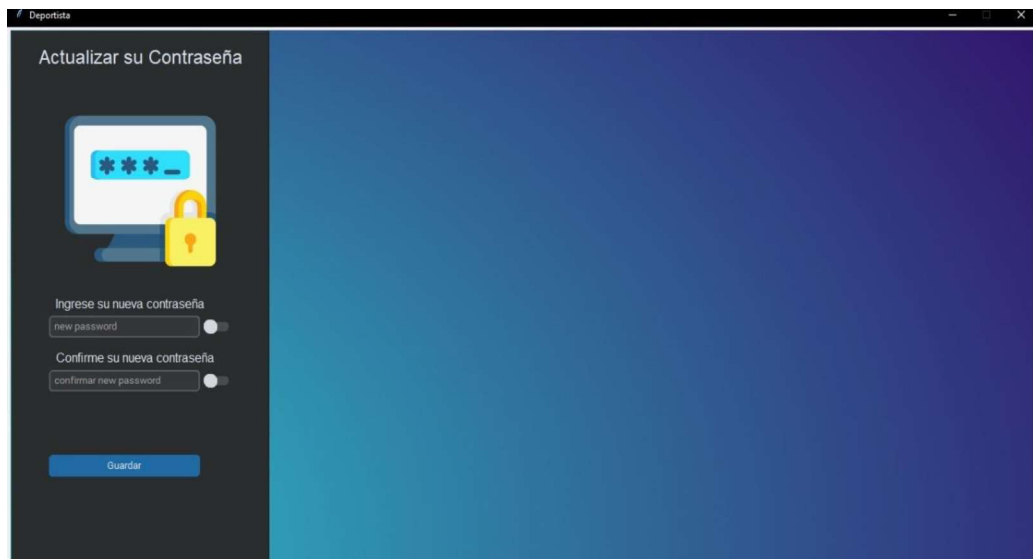 Deportista
Actualizar su Contraseña
***_
Ingrese su nueva contraseña
new password
Confirme su nueva contraseña
confirmar new password
Guardar